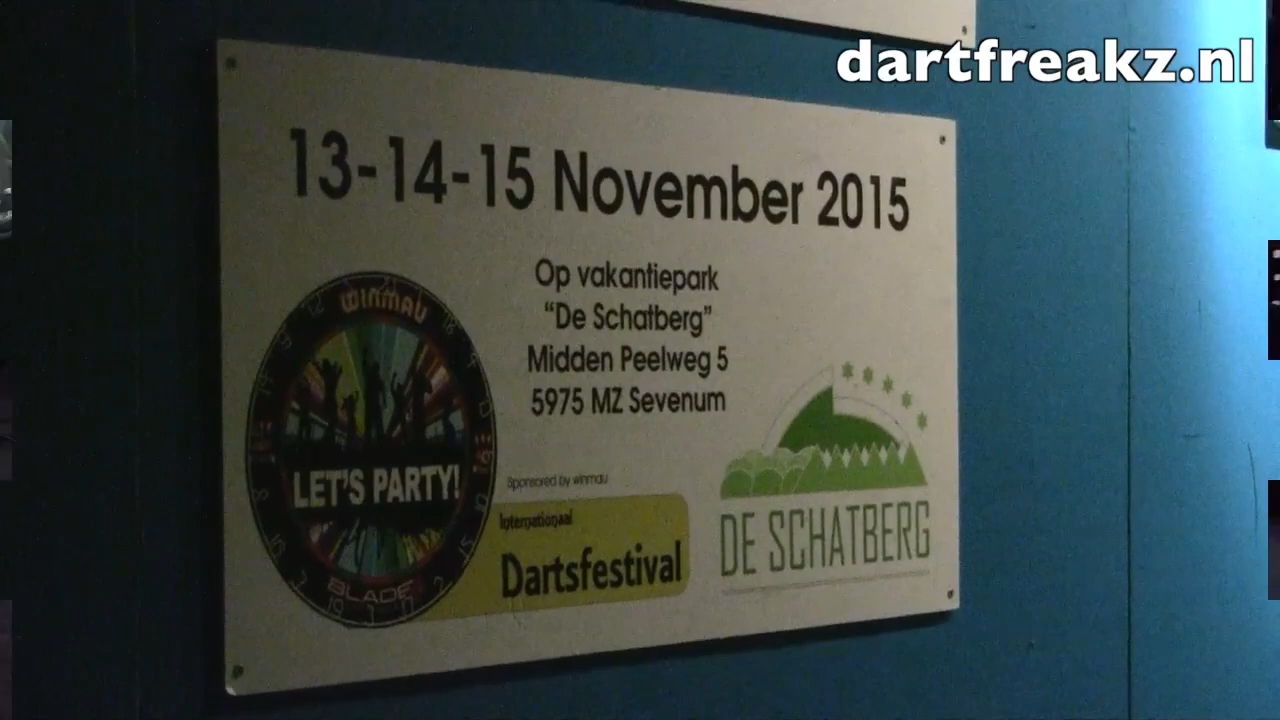 dartfreakz.nl
13-14-15 November 2015
Op vakantiepark
“De Schatberg”
Midden Peelweg 5
5975 MZ Sevenum
WINMAU
LET'S PARTY!
BLADE
Sponsored by winmau
Internationaal
Dartsfestival
DE SCHATBERG